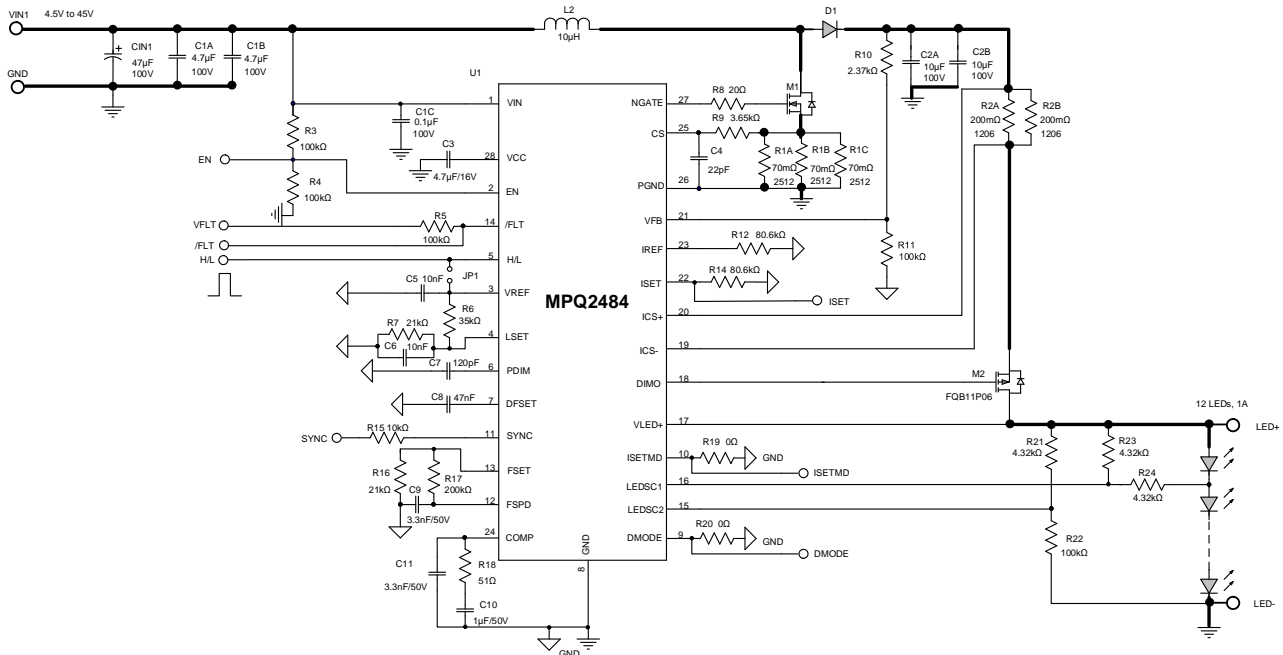 VIN1 4.5V to 45V
L2
10µH
D1
GND
CIN1
47µF
100V
C1A
4.7µF
100V
C1B
4.7µF
100V
R10
2.37kΩ
C2A
10µF
100V
C2B
10µF
100V
U1
MPQ2484
R3
100kΩ
C1C
0.1µF
100V
1 VIN
C3
4.7µF/16V
28 VCC
EN
R4
100kΩ
2 EN
VFLT
R5
100kΩ
14 /FLT
/FLT
H/L
5 H/L
JP1
C5 10nF
3 VREF
R6
35kΩ
R7 21kΩ
C6
10nF
4 LSET
C7 120pF
6 PDIM
C8 47nF
7 DFSET
SYNC
R15 10kΩ
11 SYNC
R16
21kΩ
R17
200kΩ
13 FSET
C9
3.3nF/50V
12 FSPD
24 COMP
C11
3.3nF/50V
R18
51Ω
C10
1µF/50V
GND
8
GND
NGATE 27
R8 20Ω
M1
CS 25
R9 3.65kΩ
C4
22pF
R1A
70mΩ
2512
R1B
70mΩ
2512
R1C
70mΩ
2512
PGND 26
R2A
200mΩ
1206
R2B
200mΩ
1206
VFB 21
R11
100kΩ
IREF 23
R12 80.6kΩ
ISET 22
R14 80.6kΩ
ISET
ICS+ 20
ICS- 19
DIMO 18
M2
FQB11P06
VLED+ 17
12 LEDs, 1A
LED+
R21
4.32kΩ
R23
4.32kΩ
R24
4.32kΩ
ISETMD 10
R19 0Ω
GND
ISETMD
LEDSC1 16
LEDSC2 15
R22
100kΩ
DMODE 9
R20 0Ω
GND
DMODE
LED-